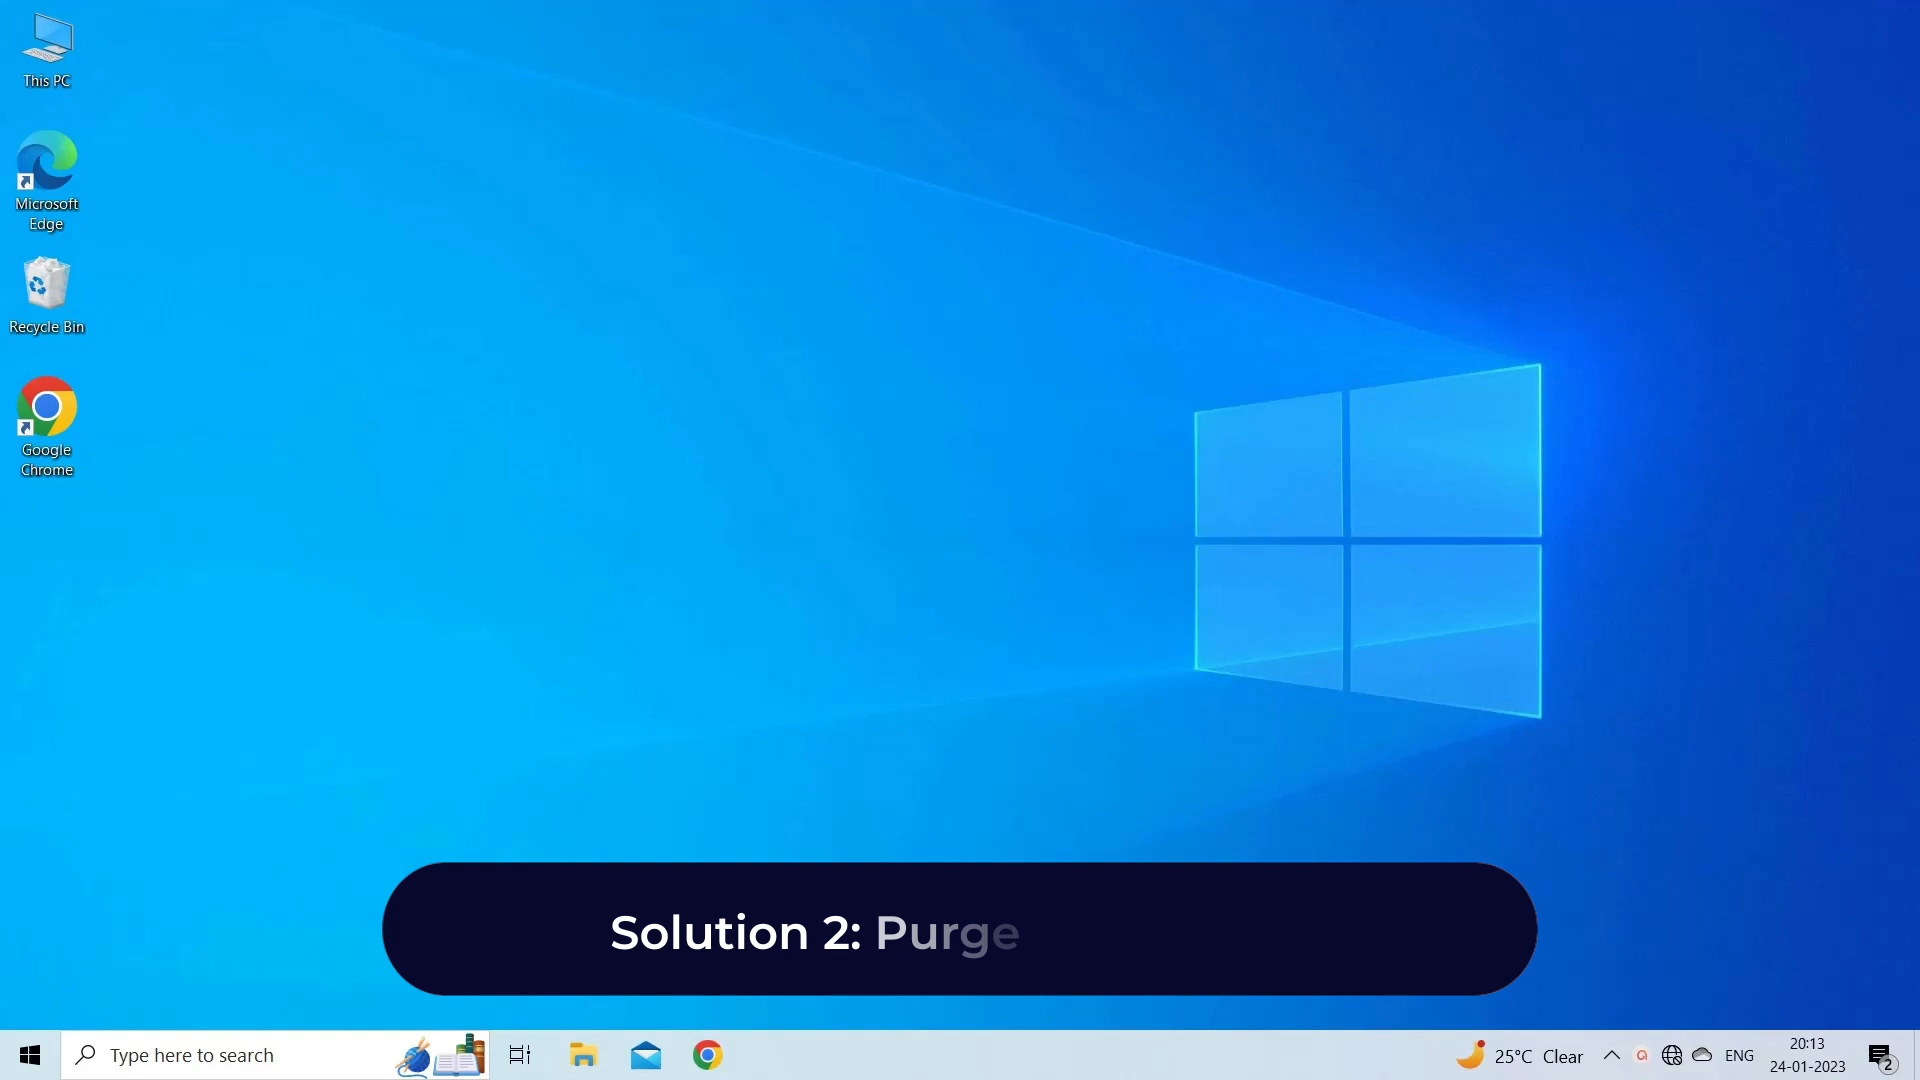 This PC
Microsoft
Edge
Recycle Bin
Google
Chrome
Solution 2: Purge
Type here to search
25°C Clear
ENG
20:13
24-01-2023
2